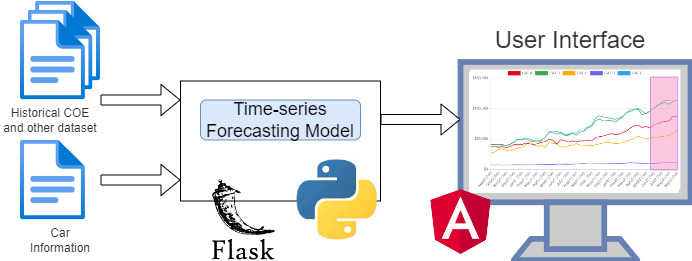 User Interface
Historical COE
and other dataset
Time-series
Forecasting Model
Car
Information
Flask
A